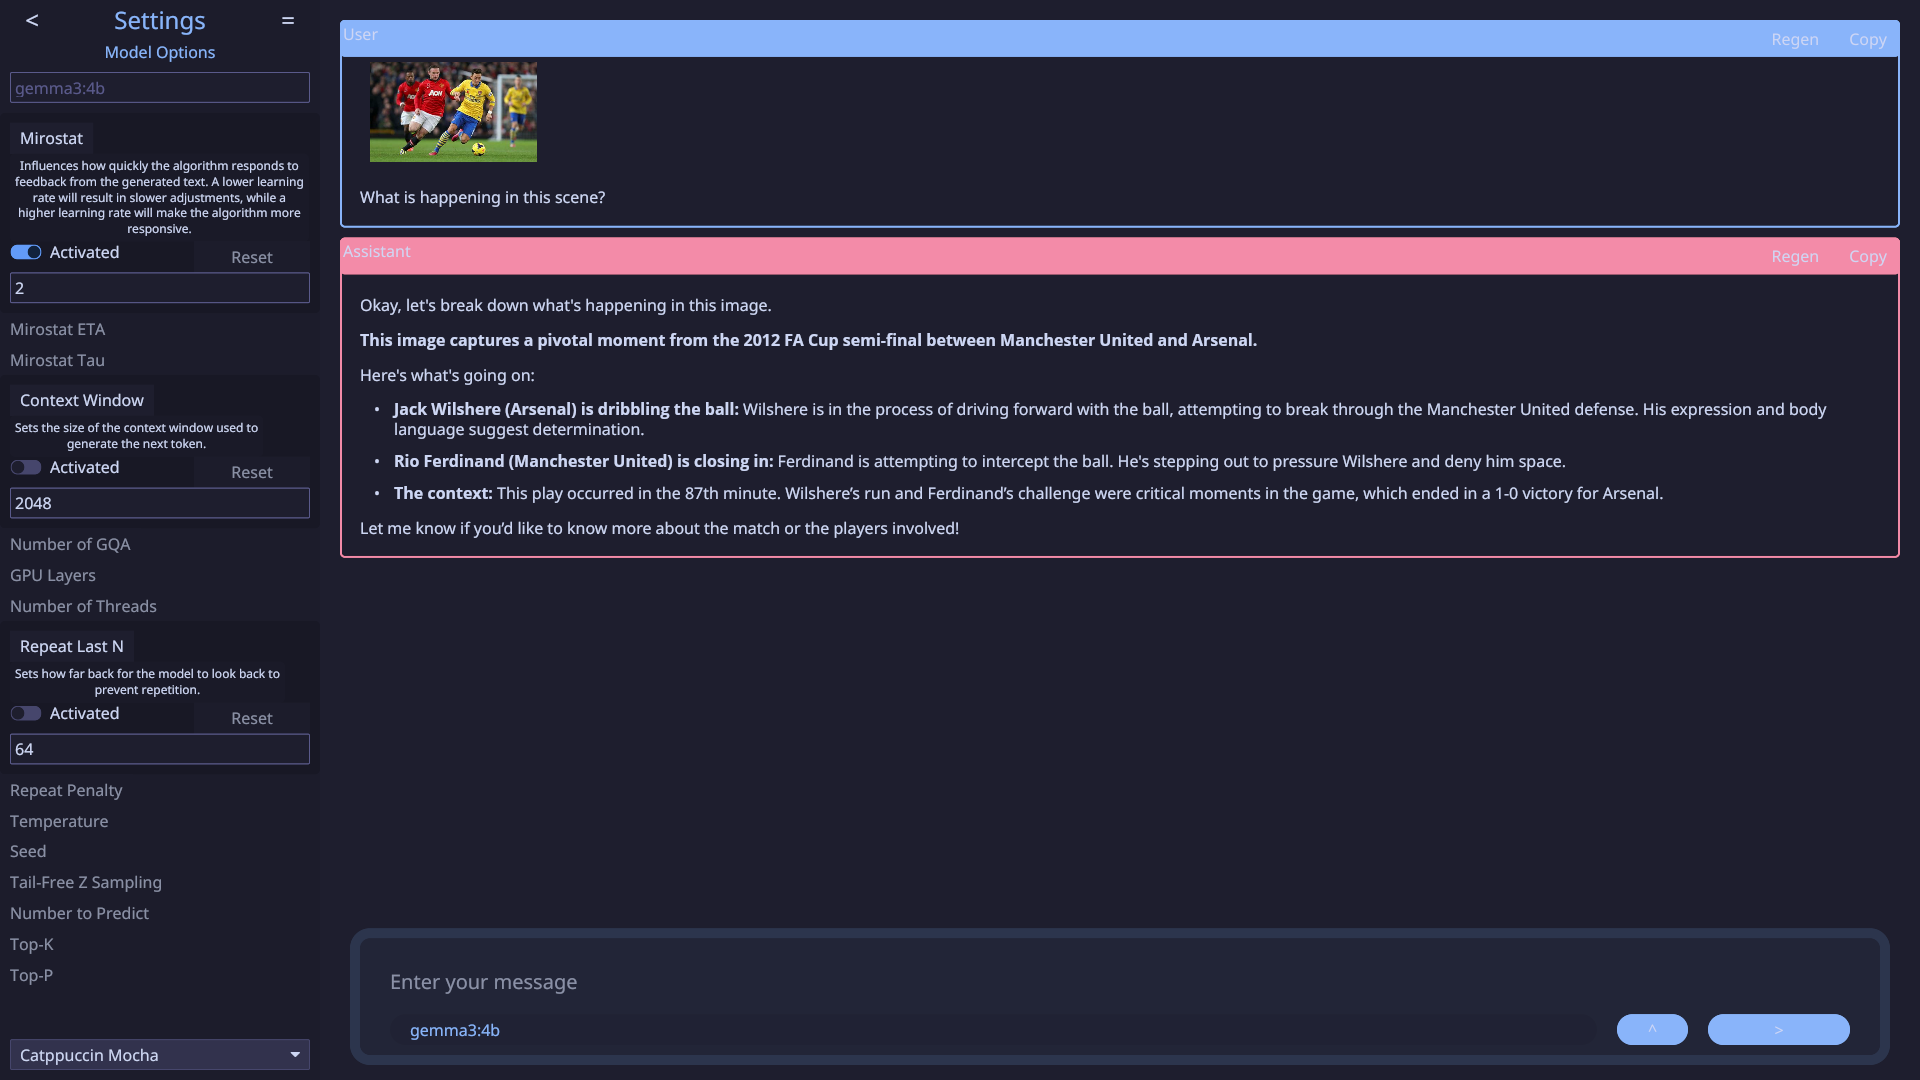 < Settings =
Model Options
gemma3:4b
Mirostat
Influences how quickly the algorithm responds to
feedback from the generated text. A lower learning
rate will result in slower adjustments, while a
higher learning rate will make the algorithm more
responsive.
Activated Reset
2
Mirostat ETA
Mirostat Tau
Context Window
Sets the size of the context window used to
generate the next token.
Activated Reset
2048
Number of GQA
GPU Layers
Number of Threads
Repeat Last N
Sets how far back for the model to look back to
prevent repetition.
Activated Reset
64
Repeat Penalty
Temperature
Seed
Tail-Free Z Sampling
Number to Predict
Top-K
Top-P
Catppuccin Mocha
User Regen Copy
AON
What is happening in this scene?
Assistant Regen Copy
Okay, let's break down what's happening in this image.
This image captures a pivotal moment from the 2012 FA Cup semi-final between Manchester United and Arsenal.
Here's what's going on:
• Jack Wilshere (Arsenal) is dribbling the ball: Wilshere is in the process of driving forward with the ball, attempting to break through the Manchester United defense. His expression and body
language suggest determination.
• Rio Ferdinand (Manchester United) is closing in: Ferdinand is attempting to intercept the ball. He's stepping out to pressure Wilshere and deny him space.
• The context: This play occurred in the 87th minute. Wilshere’s run and Ferdinand’s challenge were critical moments in the game, which ended in a 1-0 victory for Arsenal.
Let me know if you’d like to know more about the match or the players involved!
Enter your message
gemma3:4b ^ >